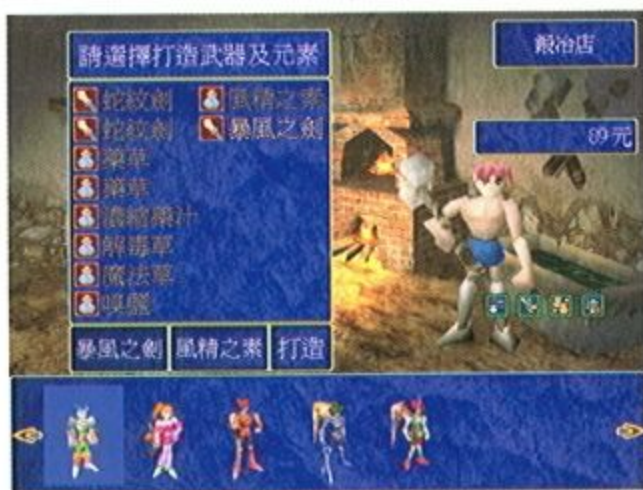 請選擇打造武器及元素
鍛冶店
蛇紋劍 風精之素
蛇紋劍 暴風之劍
89元
藥草
藥草
濃縮藥汁
解毒草
魔法草
嗅鹽
暴風之劍 風精之素 打造